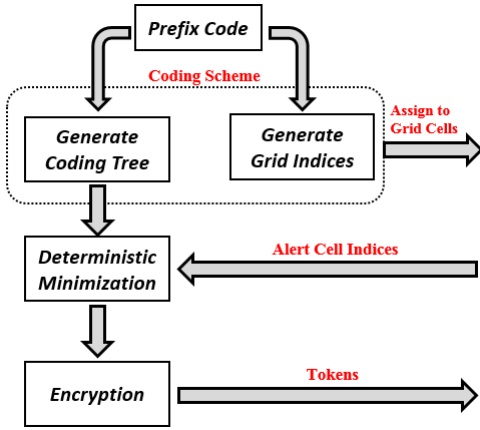 Prefix Code
Coding Scheme
Assign to
Grid Cells
Generate
Coding Tree
Generate
Grid Indices
Deterministic
Minimization
Alert Cell Indices
Encryption
Tokens